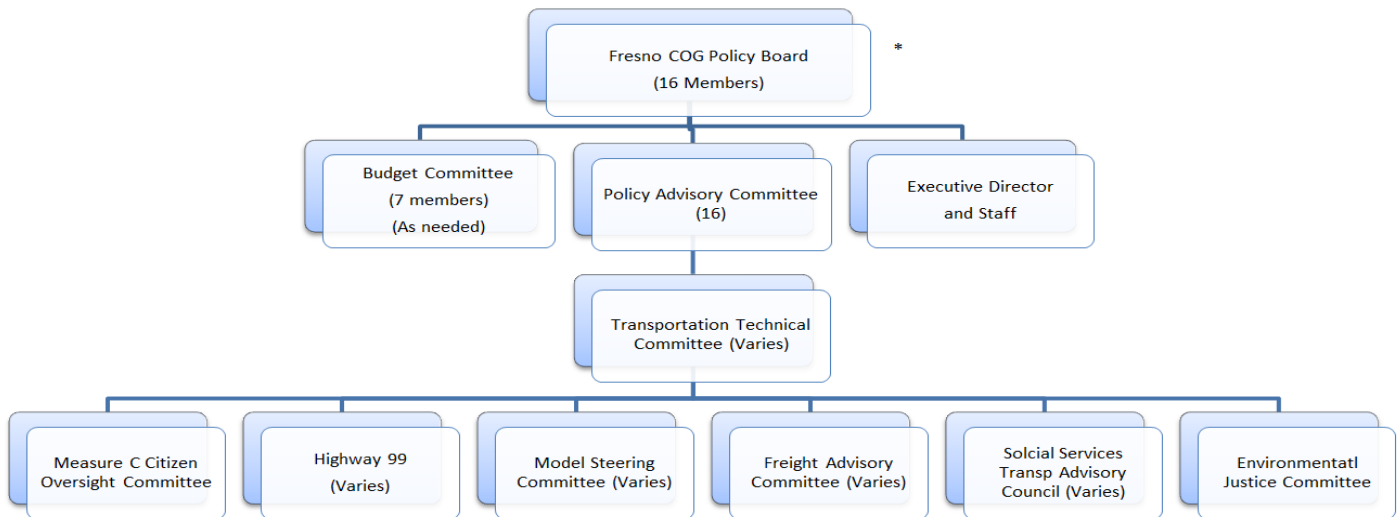 Fresno COG Policy Board
(16 Members)
*
Budget Committee
(7 members)
(As needed)
Policy Advisory Committee
(16)
Executive Director
and Staff
Transportation Technical
Committee (Varies)
Measure C Citizen
Oversight Committee
Highway 99
(Varies)
Model Steering
Committee (Varies)
Freight Advisory
Committee (Varies)
Solcial Services
Transp Advisory
Council (Varies)
Environmentatl
Justice Committee